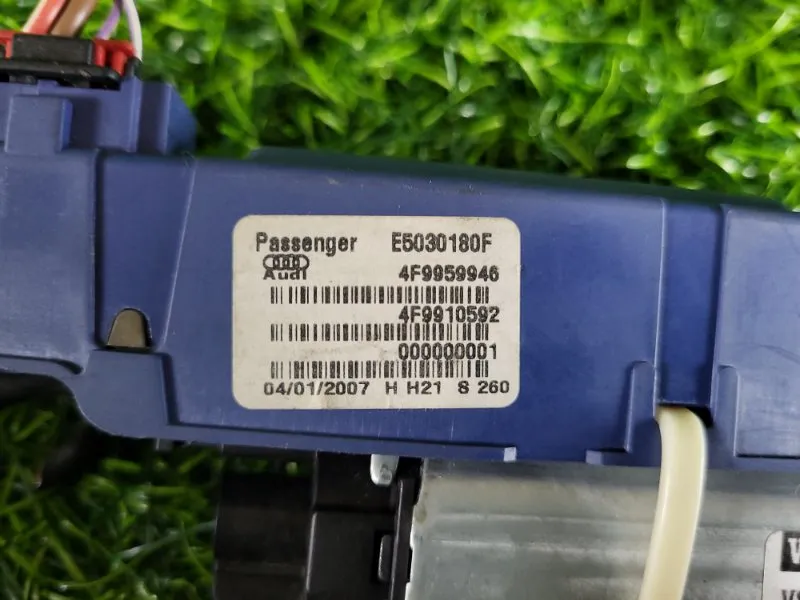 Passenger E5030180F
Audi 4F9959946
4F9910592
000000001
04/01/2007 H H21 S 260